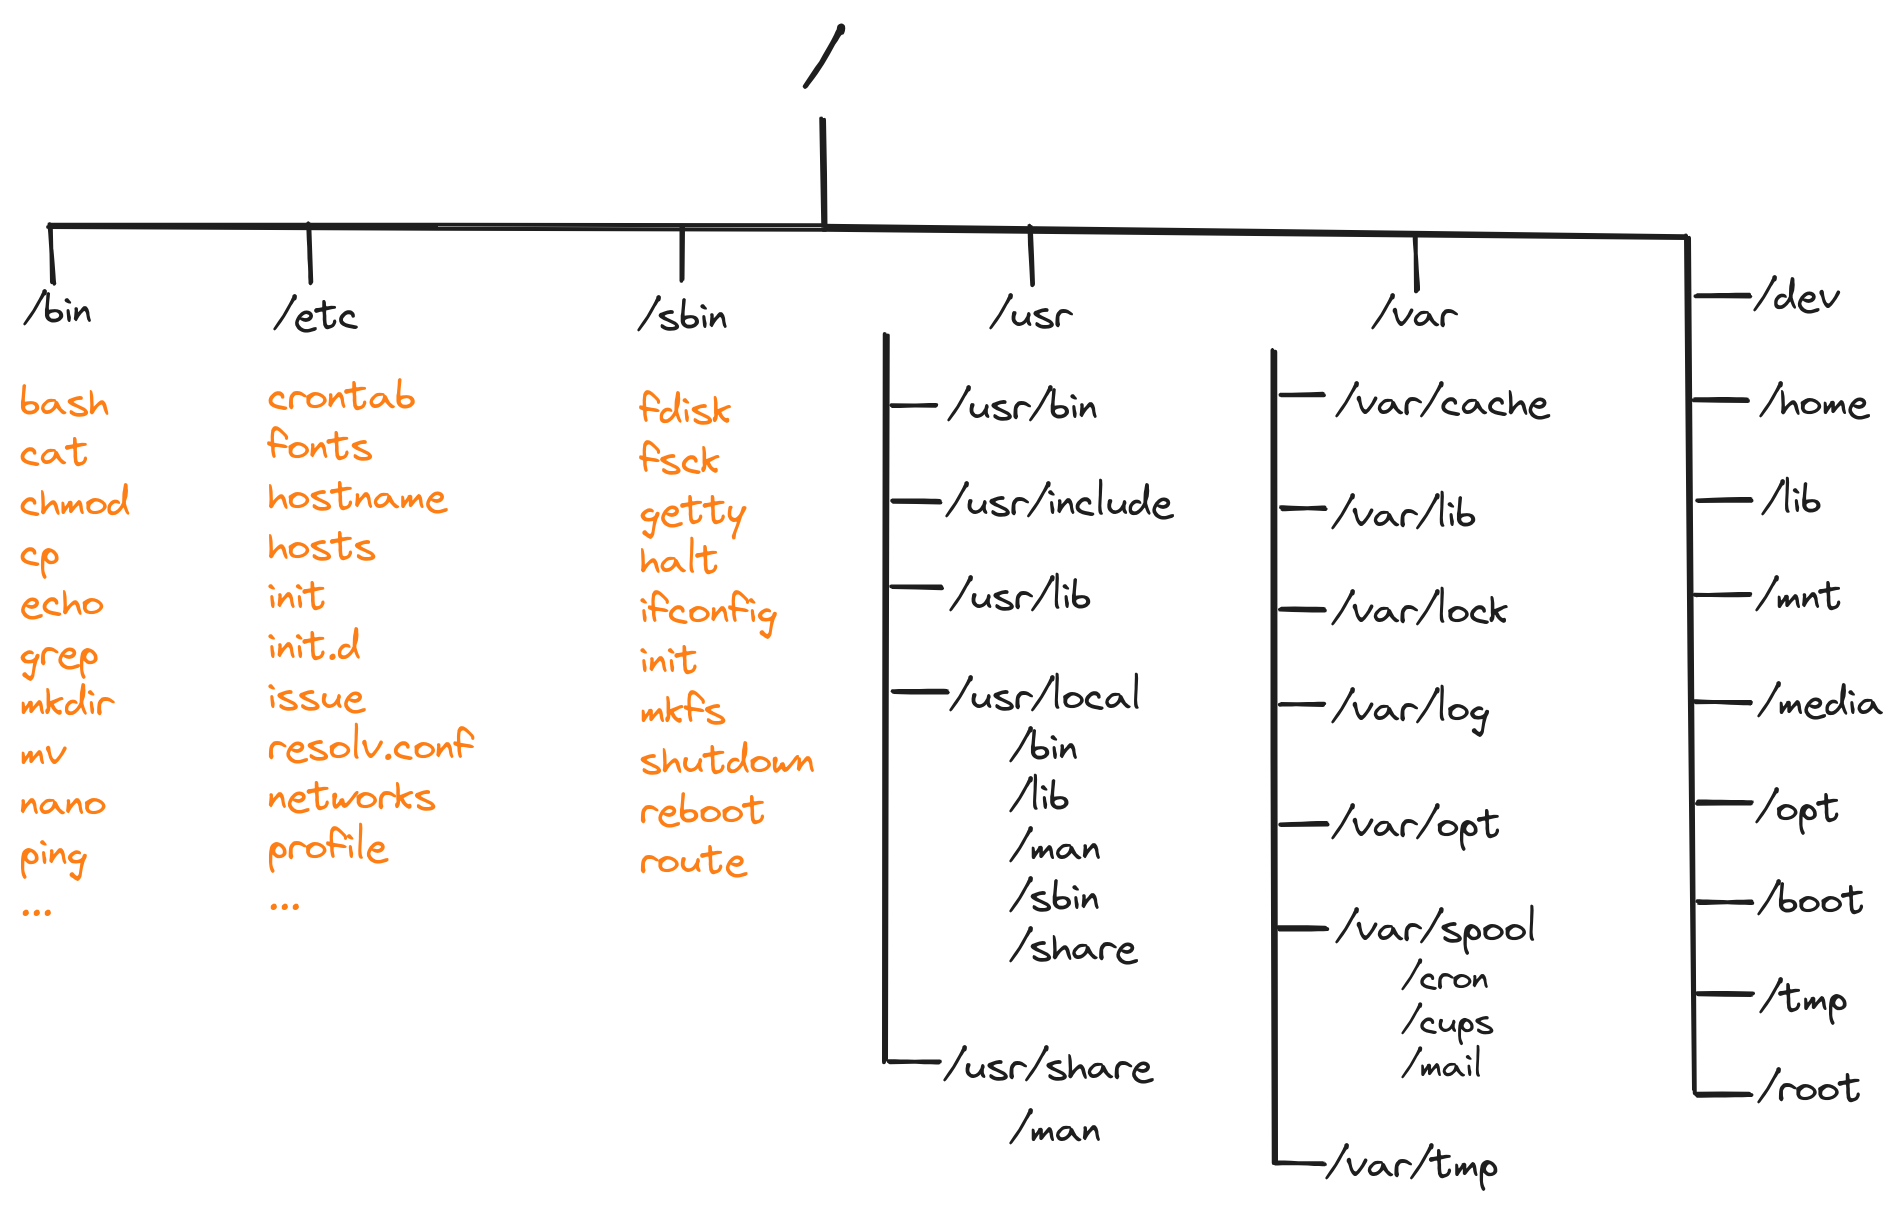 /
/bin
bash
cat
chmod
cp
echo
grep
mkdir
mv
nano
ping
...
/etc
crontab
fonts
hostname
hosts
init
init.d
issue
resolv.conf
networks
profile
...
/sbin
fdisk
fsck
getty
halt
ifconfig
init
mkfs
shutdown
reboot
route
/usr
/usr/bin
/usr/include
/usr/lib
/usr/local
/bin
/lib
/man
/sbin
/share
/usr/share
/man
/var
/var/cache
/var/lib
/var/lock
/var/log
/var/opt
/var/spool
/cron
/cups
/mail
/var/tmp
/dev
/home
/lib
/mnt
/media
/opt
/boot
/tmp
/root